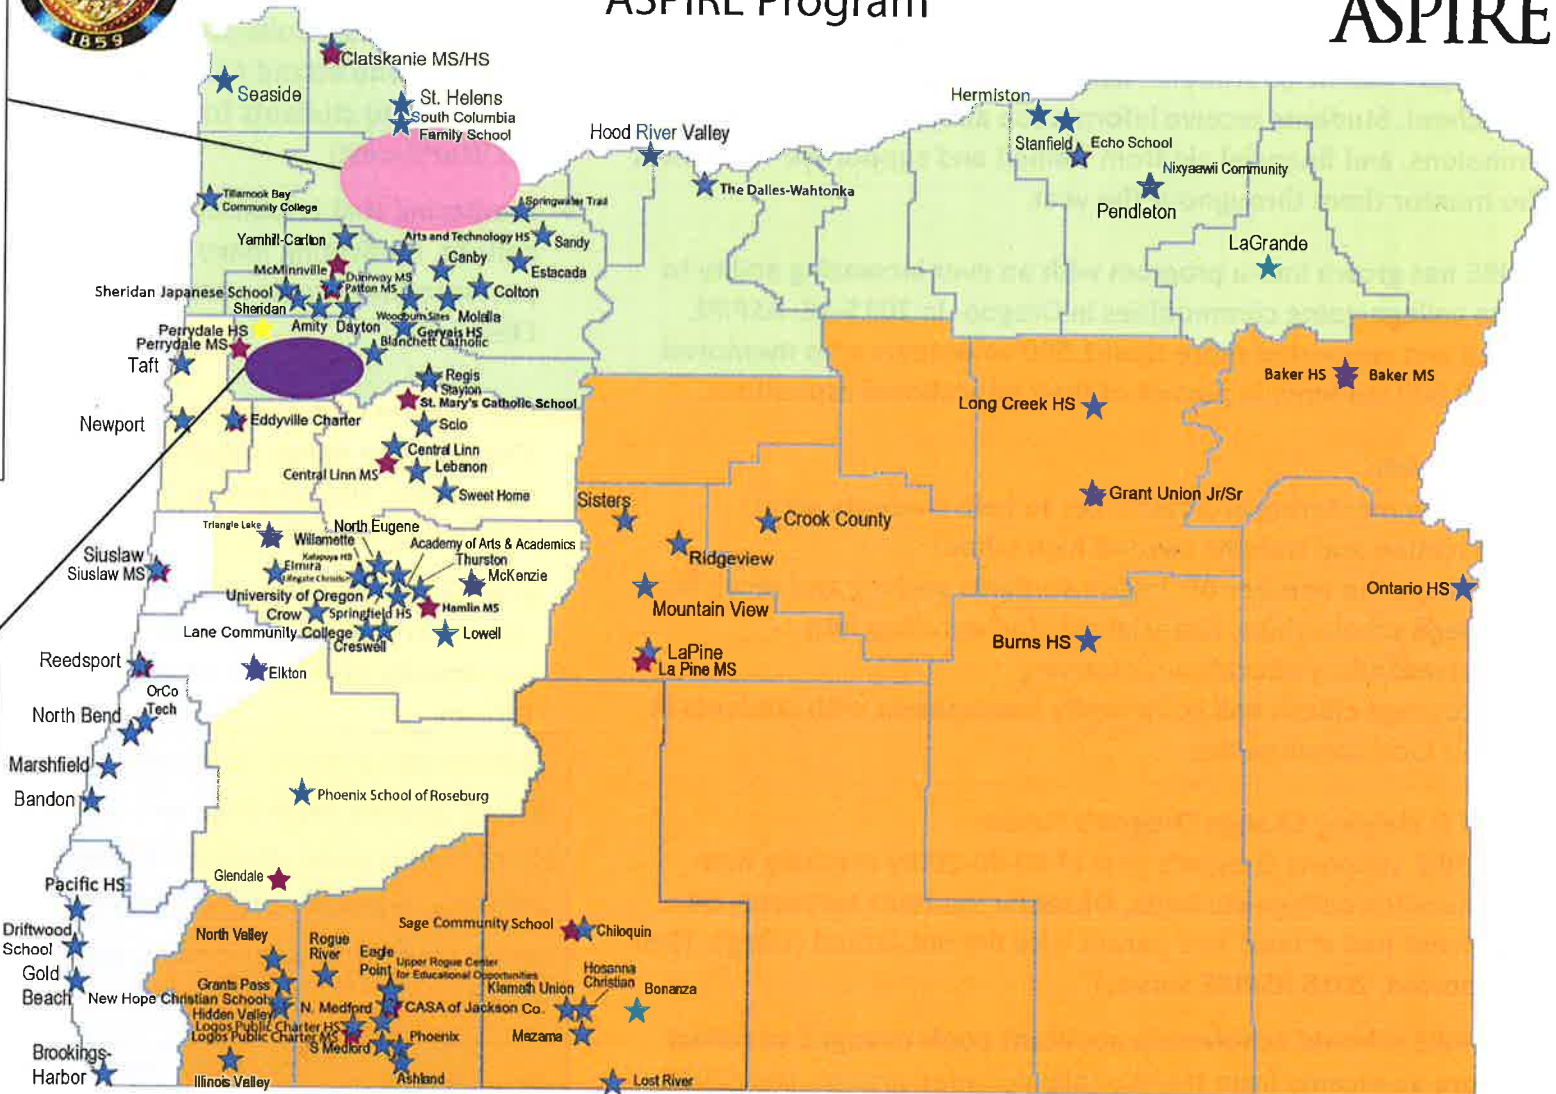 ASPIRE Program
ASPIRE
1859
Clatskanie MS/HS
Seaside
St. Helens
South Columbia
Family School
Hood River Valley
The Dalles-Wahtonka
Hermiston
Stanfield
Echo School
Nixyaawii Community
Pendleton
LaGrande
Tillamook Bay
Community College
Springwater Trail
Yamhill-Carlton
Arts and Technology HS
Sandy
McMinnville
Duniway MS
Patton MS
Canby
Estacada
Sheridan Japanese School
Sheridan
Colton
Amity
Dayton
Woodburn Sites
Molalla
Gervais HS
Perrydale HS
Perrydale MS
Blanchett Catholic
Taft
Regis
Stayton
St. Mary's Catholic School
Baker HS
Baker MS
Long Creek HS
Newport
Eddyville Charter
Scio
Central Linn
Central Linn MS
Lebanon
Sweet Home
Grant Union Jr/Sr
Sisters
Crook County
Ridgeview
Triangle Lake
North Eugene
Willamette
Academy of Arts & Academics
Kalapuya HS
Thurston
Siuslaw
Siuslaw MS
Elmira
McKenzie
Mountain View
Ontario HS
University of Oregon
Crow
Springfield HS
Hamlin MS
Lane Community College
Creswell
Lowell
Burns HS
LaPine
La Pine MS
Reedsport
Elkton
OrCo
Tech
North Bend
Marshfield
Bandon
Phoenix School of Roseburg
Glendale
Pacific HS
Driftwood
School
Gold
Beach
North Valley
Rogue
River
Eagle
Point
Upper Rogue Center
for Educational Opportunities
Sage Community School
Chiloquin
Hosanna
Christian
Klamath Union
Bonanza
Grants Pass
New Hope Christian Schools
Hidden Valley
N. Medford
CASA of Jackson Co.
Logos Public Charter HS
Logos Public Charter MS
S Medford
Phoenix
Mazama
Brookings-
Harbor
Illinois Valley
Ashland
Lost River